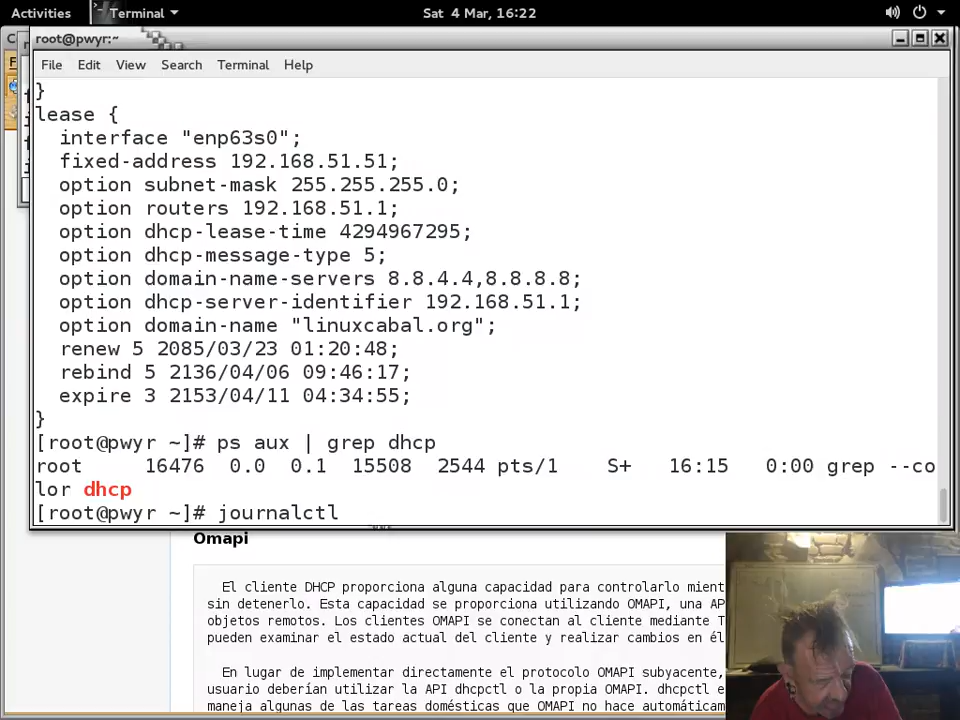 Activities Terminal Sat 4 Mar, 16:22
root@pwyr:~
File Edit View Search Terminal Help
}
lease {
  interface "enp63s0";
  fixed-address 192.168.51.51;
  option subnet-mask 255.255.255.0;
  option routers 192.168.51.1;
  option dhcp-lease-time 4294967295;
  option dhcp-message-type 5;
  option domain-name-servers 8.8.4.4,8.8.8.8;
  option dhcp-server-identifier 192.168.51.1;
  option domain-name "linuxcabal.org";
  renew 5 2085/03/23 01:20:48;
  rebind 5 2136/04/06 09:46:17;
  expire 3 2153/04/11 04:34:55;
}
[root@pwyr ~]# ps aux | grep dhcp
root     16476  0.0  0.1  15508  2544 pts/1    S+   16:15   0:00 grep --co
lor dhcp
[root@pwyr ~]# journalctl
Omapi
El cliente DHCP proporciona alguna capacidad para controlarlo mient
sin detenerlo. Esta capacidad se proporciona utilizando OMAPI, una AP
objetos remotos. Los clientes OMAPI se conectan al cliente mediante T
pueden examinar el estado actual del cliente y realizar cambios en él
En lugar de implementar directamente el protocolo OMAPI subyacente,
usuario deberían utilizar la API dhcpctl o la propia OMAPI. dhcpctl e
maneja algunas de las tareas domésticas que OMAPI no hace automáticam